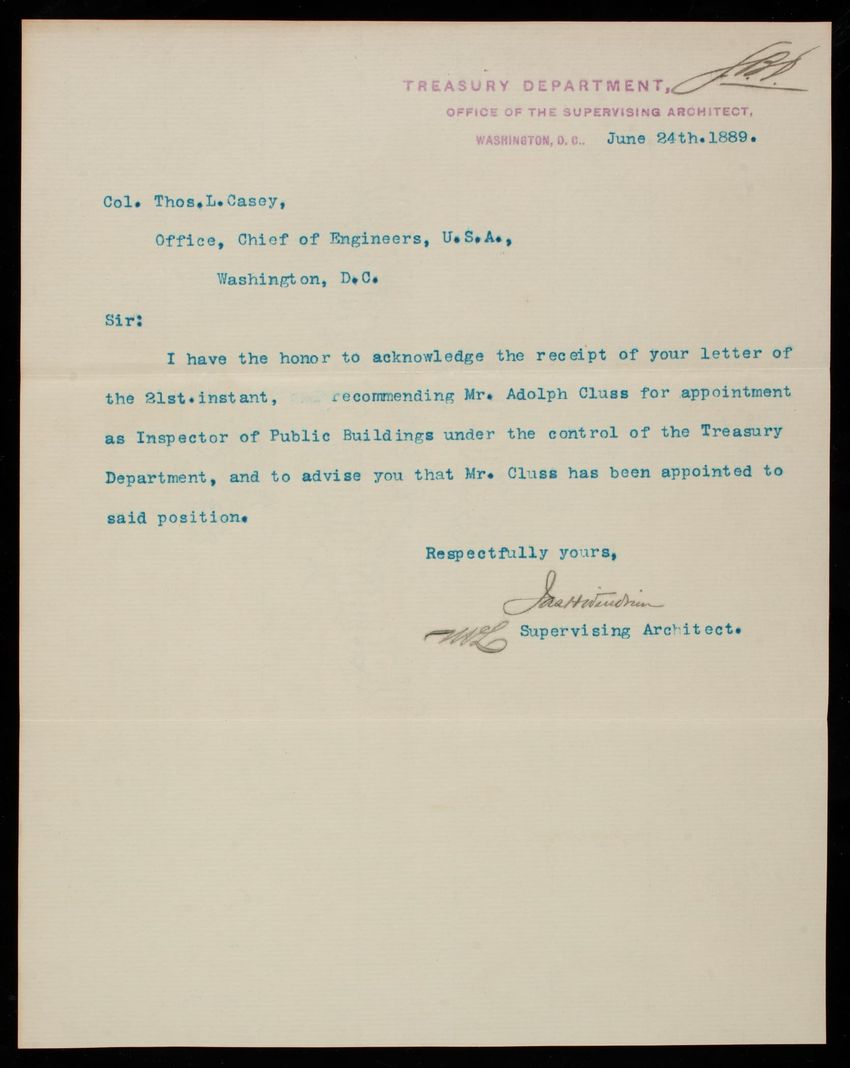 TREASURY DEPARTMENT,
OFFICE OF THE SUPERVISING ARCHITECT,
WASHINGTON, D. C.. June 24th.1889.
Col. Thos.L.Casey,
Office, Chief of Engineers, U.S.A.,
Washington, D.C.
Sir:
I have the honor to acknowledge the receipt of your letter of
the 21st.instant, recommending Mr. Adolph Cluss for appointment
as Inspector of Public Buildings under the control of the Treasury
Department, and to advise you that Mr. Cluss has been appointed to
said position.
Respectfully yours,
Jas H Windrim
Supervising Architect.